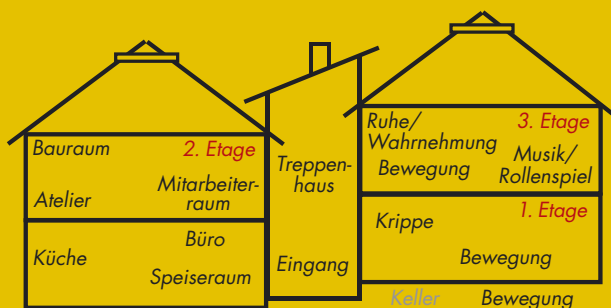 Bauraum 2. Etage
Atelier Mitarbeiter-
raum
Küche Büro
Speiseraum
Treppen-
haus
Eingang
Ruhe/ 3. Etage
Wahrnehmung
Bewegung Musik/
Rollenspiel
Krippe 1. Etage
Bewegung
Keller Bewegung